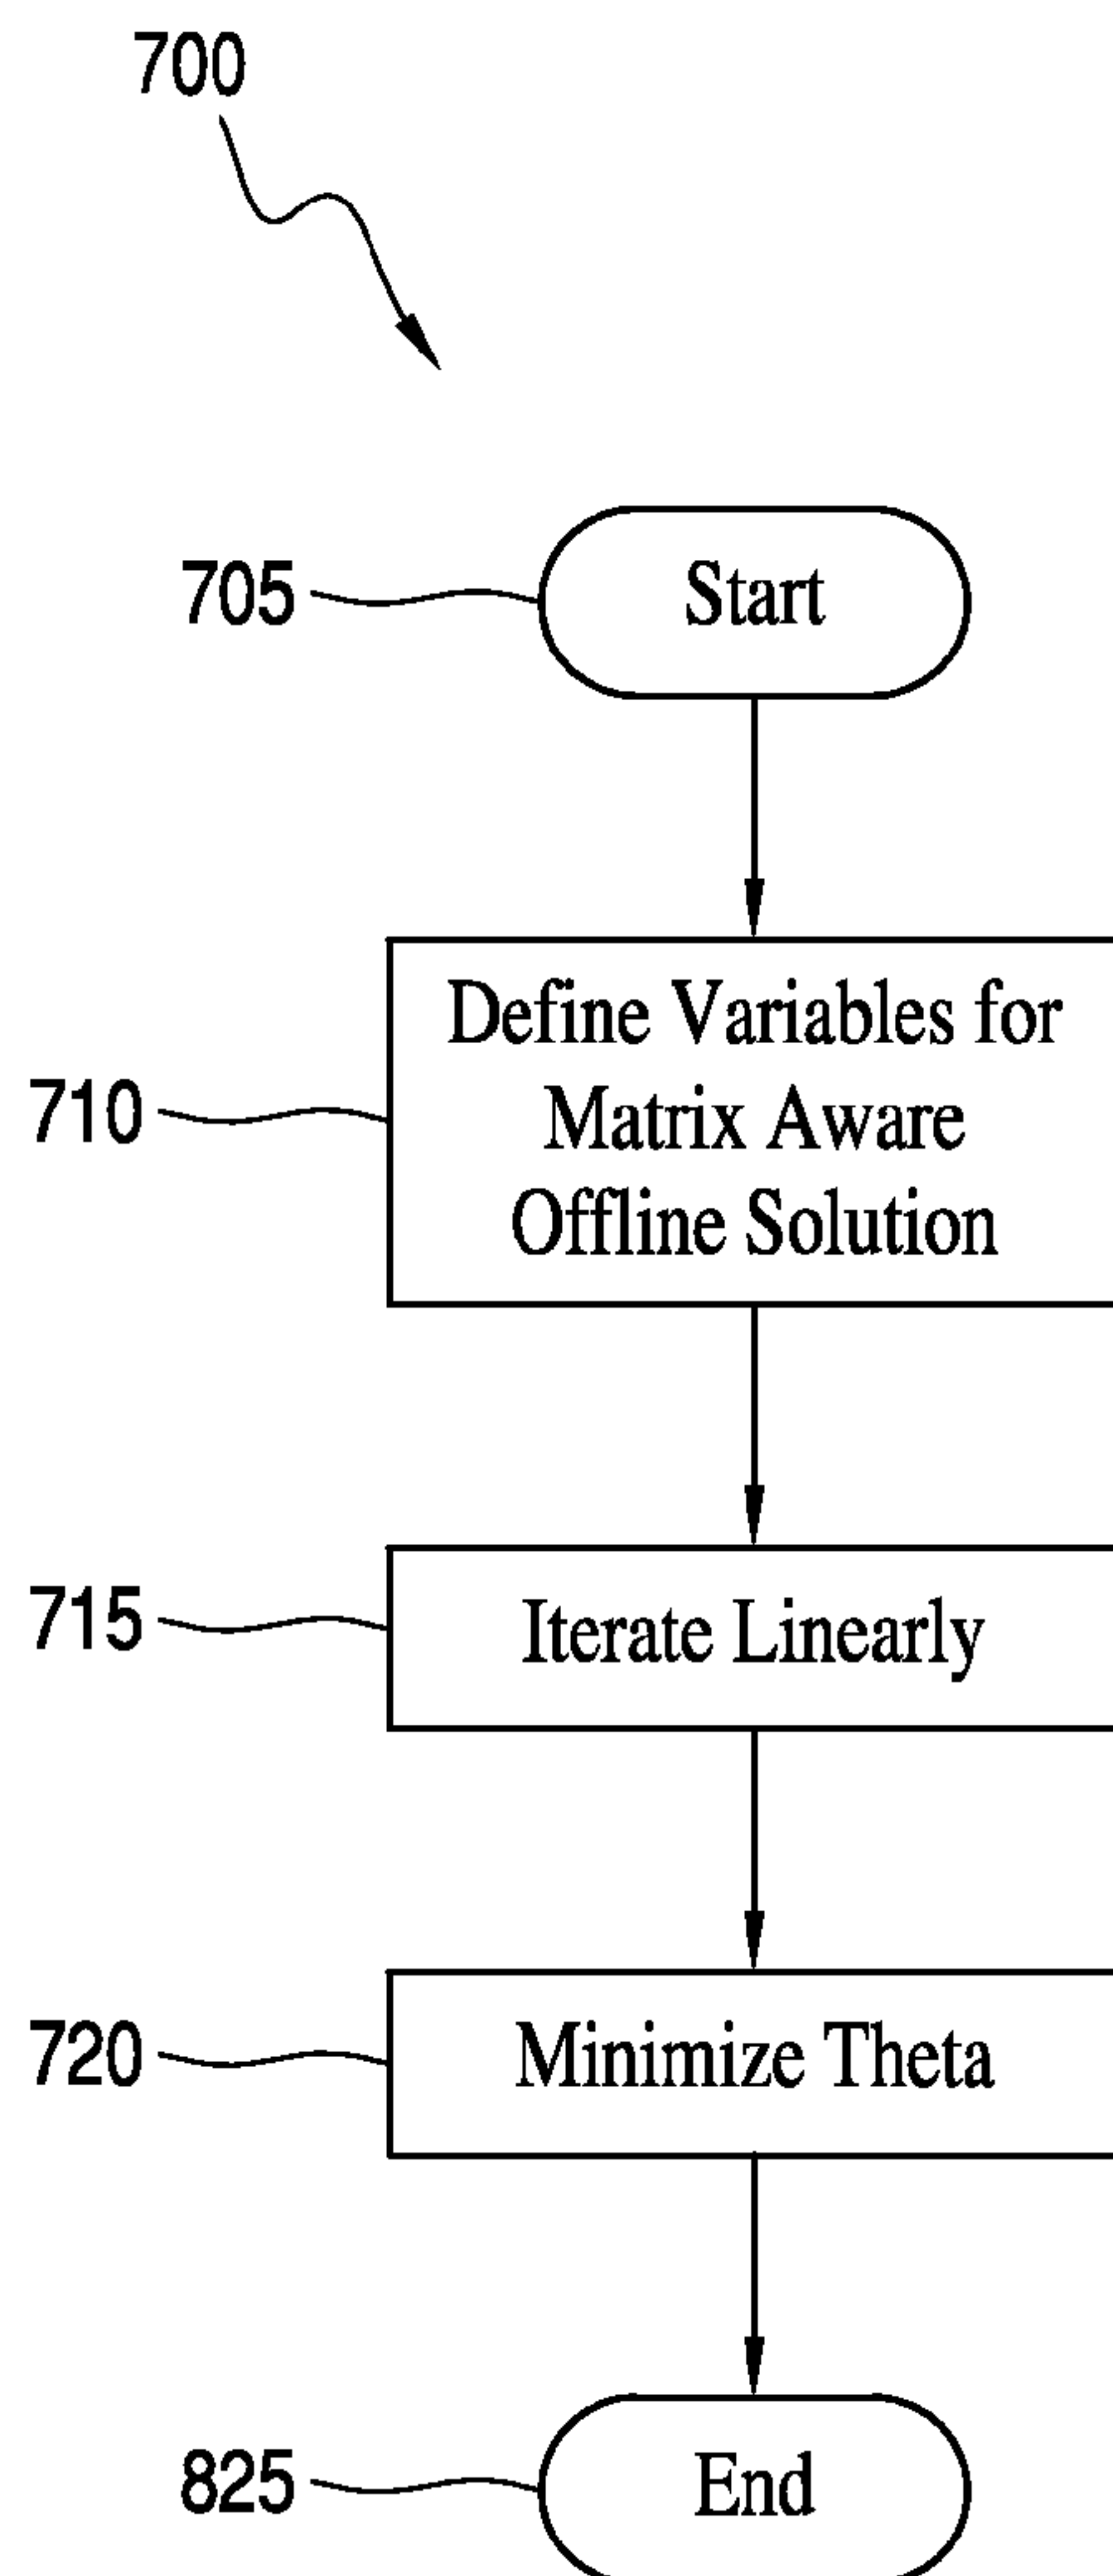 700
705
Start
Define Variables for
710
Matrix Aware
Offline Solution
715
Iterate Linearly
720
Minimize Theta
825
End